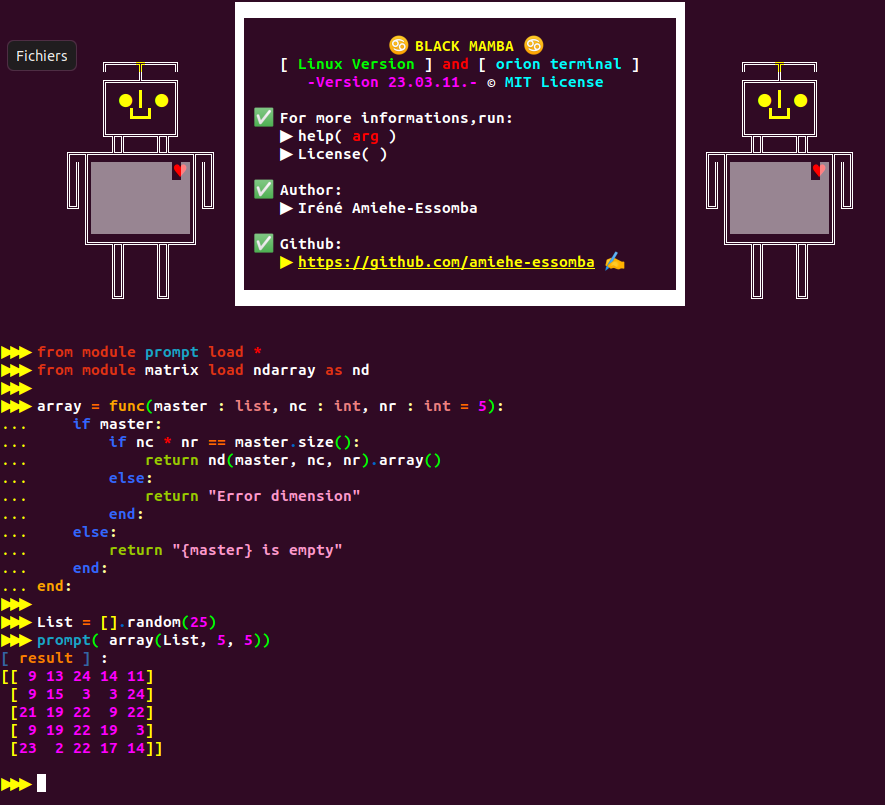 Fichiers
♋ BLACK MAMBA ♋
[ Linux Version ] and [ orion terminal ]
-Version 23.03.11.- © MIT License
✅ For more informations,run:
▶ help( arg )
▶ License( )
✅ Author:
▶ Iréné Amiehe-Essomba
✅ Github:
▶ https://github.com/amiehe-essomba ✍
▶▶▶ from module prompt load *
▶▶▶ from module matrix load ndarray as nd
▶▶▶
▶▶▶ array = func(master : list, nc : int, nr : int = 5):
...     if master:
...         if nc * nr == master.size():
...             return nd(master, nc, nr).array()
...         else:
...             return "Error dimension"
...         end:
...     else:
...         return "{master} is empty"
...     end:
... end:
▶▶▶
▶▶▶ List = [].random(25)
▶▶▶ prompt( array(List, 5, 5))
[ result ] :
[[ 9 13 24 14 11]
 [ 9 15  3  3 24]
 [21 19 22  9 22]
 [ 9 19 22 19  3]
 [23  2 22 17 14]]
▶▶▶